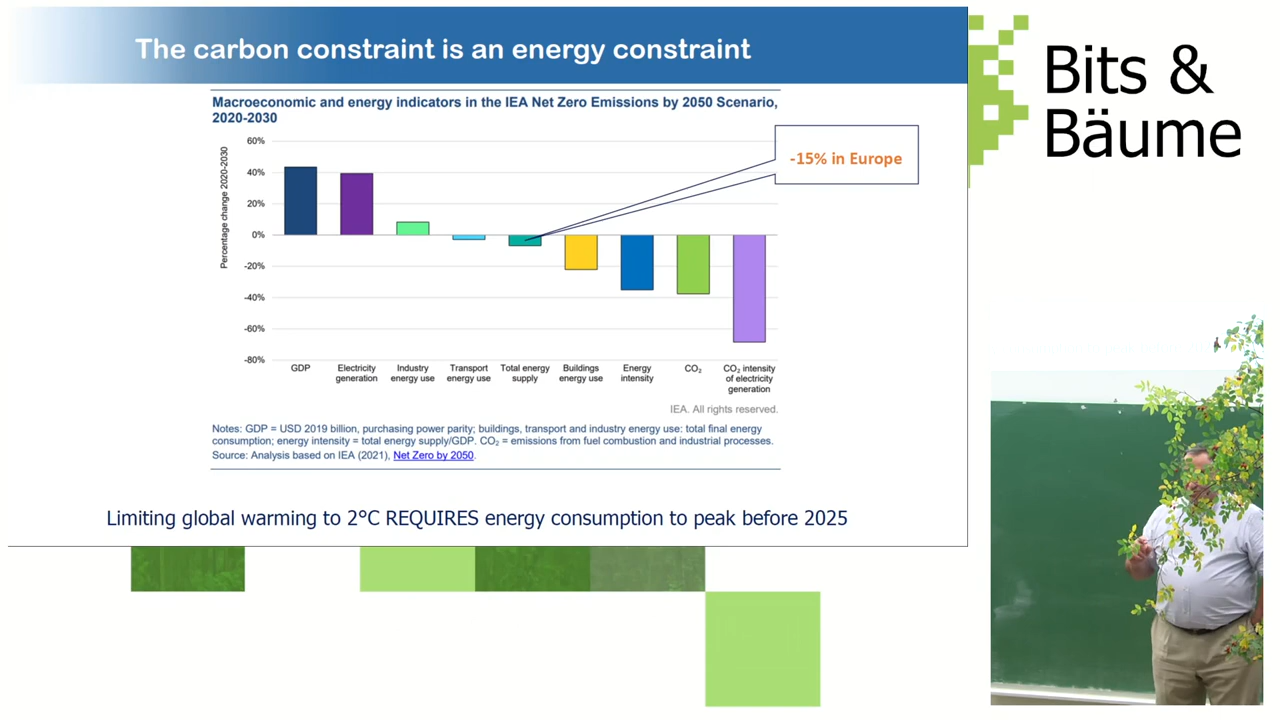 The carbon constraint is an energy constraint
Bits &
Bäume
Macroeconomic and energy indicators in the IEA Net Zero Emissions by 2050 Scenario,
2020-2030
-15% in Europe
Percentage change 2020-2030
60%
40%
20%
0%
-20%
-40%
-60%
-80%
GDP
Electricity
generation
Industry
energy use
Transport
energy use
Total energy
supply
Buildings
energy use
Energy
intensity
CO₂
CO₂ intensity
of electricity
generation
IEA. All rights reserved.
Notes: GDP = USD 2019 billion, purchasing power parity; buildings, transport and industry energy use: total final energy
consumption; energy intensity = total energy supply/GDP. CO₂ = emissions from fuel combustion and industrial processes.
Source: Analysis based on IEA (2021), Net Zero by 2050.
Limiting global warming to 2°C REQUIRES energy consumption to peak before 2025